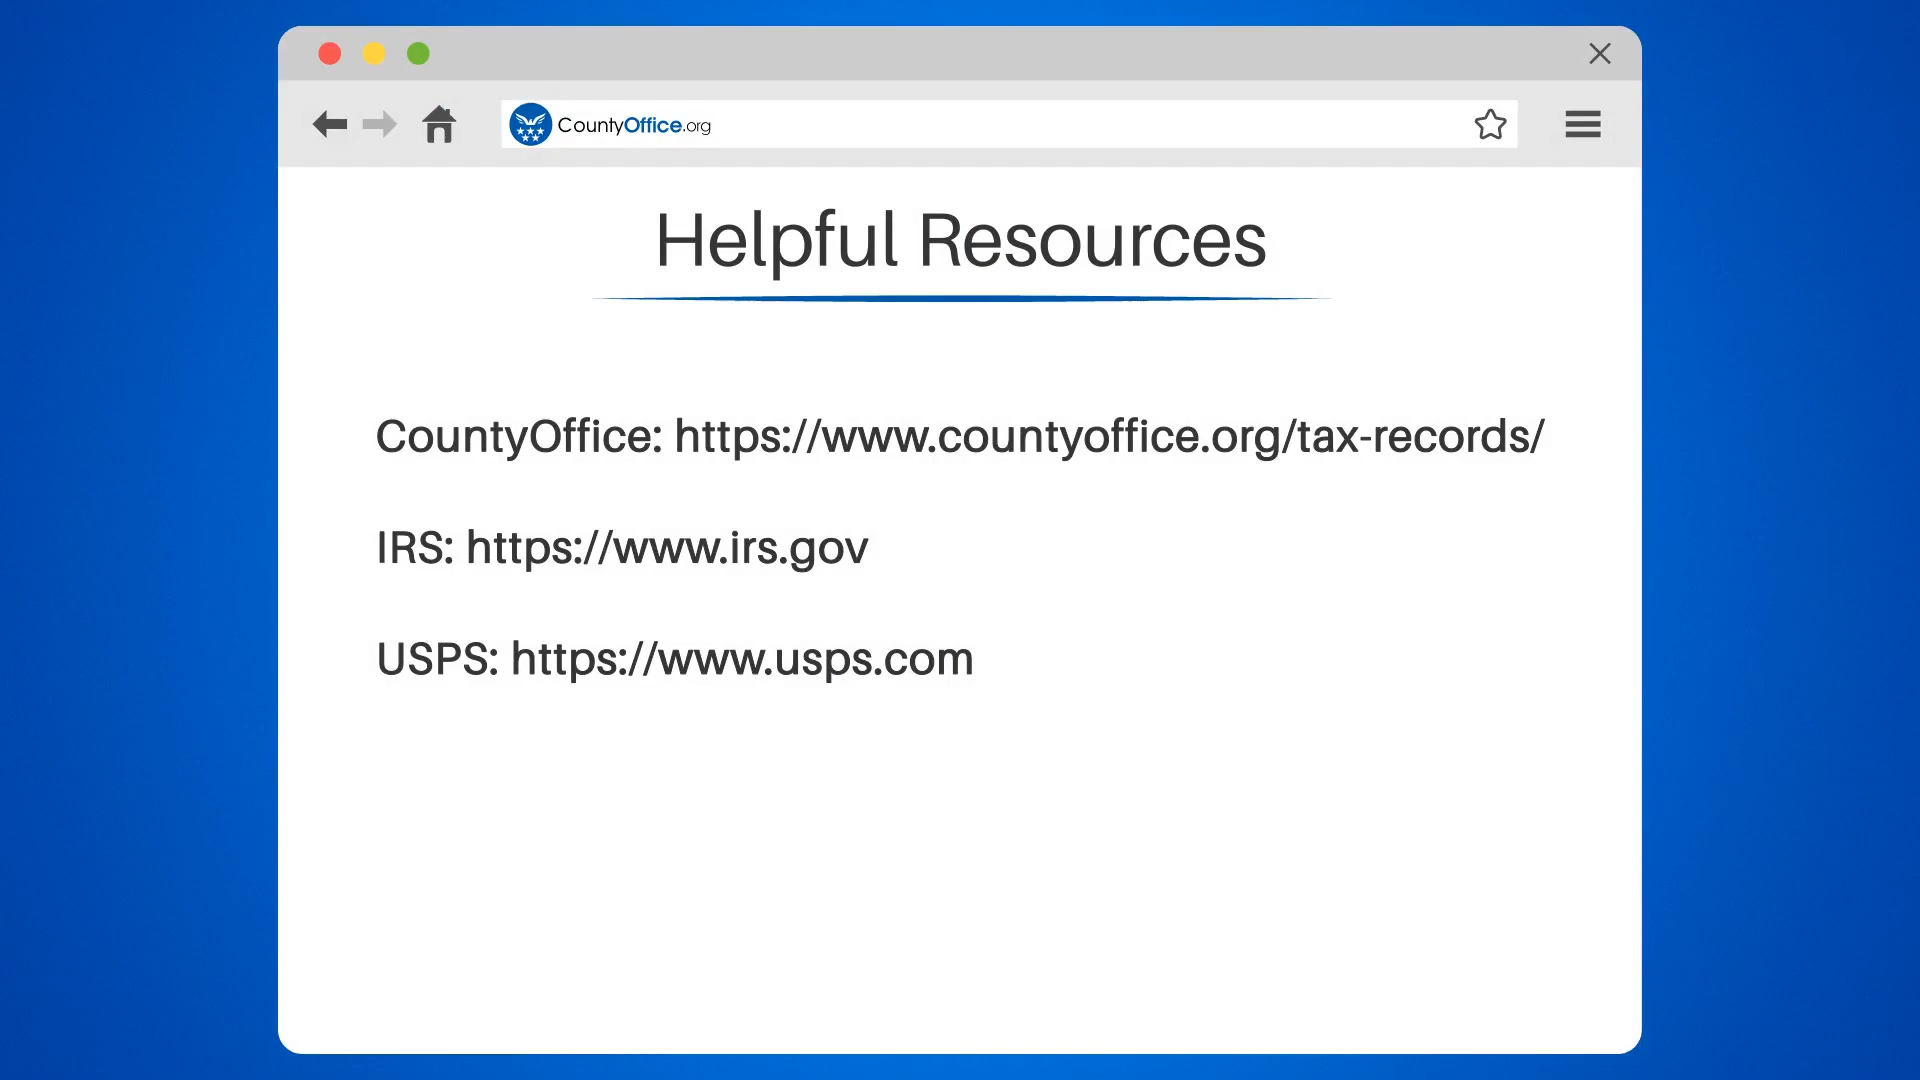 CountyOffice.org
Helpful Resources
CountyOffice: https://www.countyoffice.org/tax-records/
IRS: https://www.irs.gov
USPS: https://www.usps.com